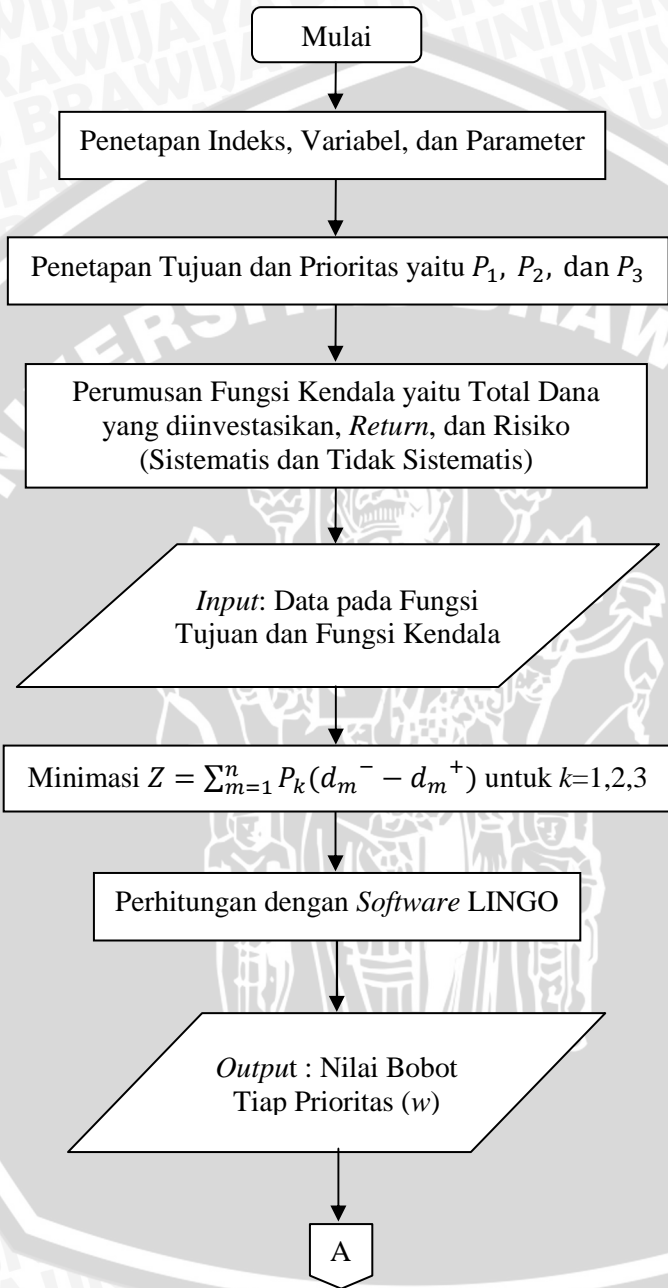 Mulai
Penetapan Indeks, Variabel, dan Parameter
Penetapan Tujuan dan Prioritas yaitu P₁, P₂, dan P₃
Perumusan Fungsi Kendala yaitu Total Dana
yang diinvestasikan, Return, dan Risiko
(Sistematis dan Tidak Sistematis)
Input: Data pada Fungsi
Tujuan dan Fungsi Kendala
Minimasi Z = ∑ₘ₌₁ⁿ Pₖ(dₘ⁻ − dₘ⁺) untuk k=1,2,3
Perhitungan dengan Software LINGO
Output : Nilai Bobot
Tiap Prioritas (w)
A